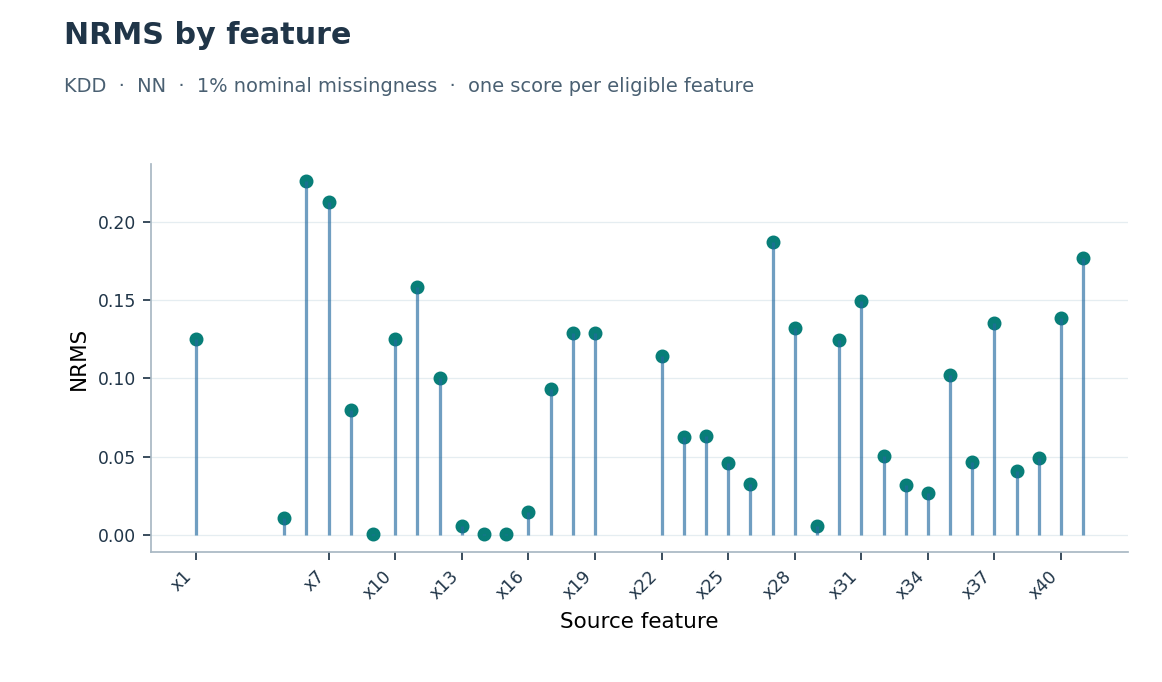 NRMS by feature
KDD · NN · 1% nominal missingness · one score per eligible feature
NRMS
0.20
0.15
0.10
0.05
0.00
x1
x7
x10
x13
x16
x19
x22
x25
x28
x31
x34
x37
x40
Source feature